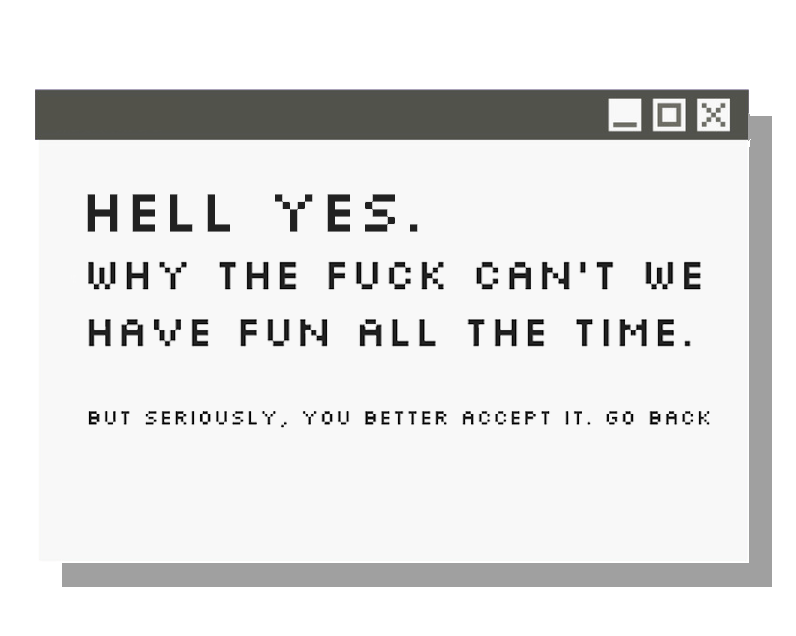 HELL YES.
WHY THE FUCK CAN'T WE
HAVE FUN ALL THE TIME.
BUT SERIOUSLY, YOU BETTER ACCEPT IT. GO BACK